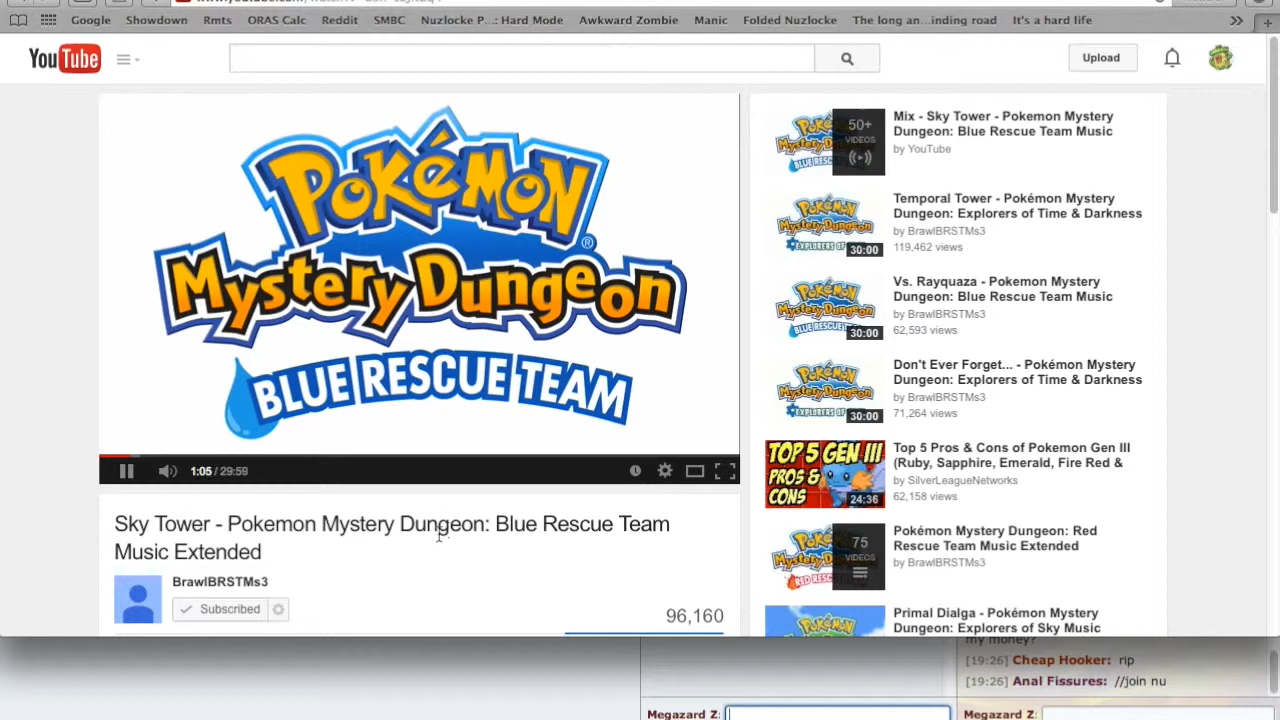 Google Showdown Rmts ORAS Calc Reddit SMBC Nuzlocke P...: Hard Mode Awkward Zombie Manic Folded Nuzlocke The long an...inding road It's a hard life
YouTube
Upload
POKéMON
Mystery Dungeon
BLUE RESCUE TEAM
®
1:05 / 29:59
Sky Tower - Pokemon Mystery Dungeon: Blue Rescue Team
Music Extended
BrawlBRSTMs3
Subscribed
96,160
50+
VIDEOS
Mix - Sky Tower - Pokemon Mystery
Dungeon: Blue Rescue Team Music
by YouTube
30:00
Temporal Tower - Pokémon Mystery
Dungeon: Explorers of Time & Darkness
by BrawlBRSTMs3
119,462 views
30:00
Vs. Rayquaza - Pokemon Mystery
Dungeon: Blue Rescue Team Music
by BrawlBRSTMs3
62,593 views
30:00
Don't Ever Forget... - Pokémon Mystery
Dungeon: Explorers of Time & Darkness
by BrawlBRSTMs3
71,264 views
TOP 5 GEN III
PROS &
CONS
24:36
Top 5 Pros & Cons of Pokemon Gen III
(Ruby, Sapphire, Emerald, Fire Red &
by SilverLeagueNetworks
62,158 views
75
VIDEOS
Pokémon Mystery Dungeon: Red
Rescue Team Music Extended
by BrawlBRSTMs3
Primal Dialga - Pokémon Mystery
Dungeon: Explorers of Sky Music
my money?
[19:26] Cheap Hooker: rip
[19:26] Anal Fissures: //join nu
Megazard Z:
Megazard Z: